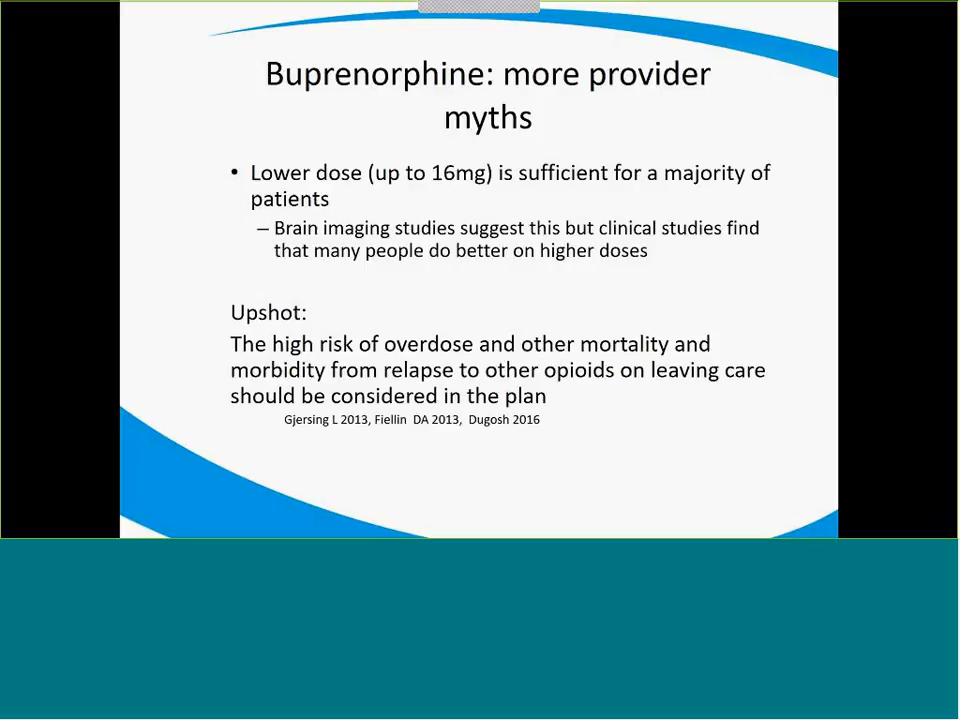 Buprenorphine: more provider
myths
• Lower dose (up to 16mg) is sufficient for a majority of
patients
– Brain imaging studies suggest this but clinical studies find
that many people do better on higher doses
Upshot:
The high risk of overdose and other mortality and
morbidity from relapse to other opioids on leaving care
should be considered in the plan
Gjersing L 2013, Fiellin  DA 2013,  Dugosh 2016